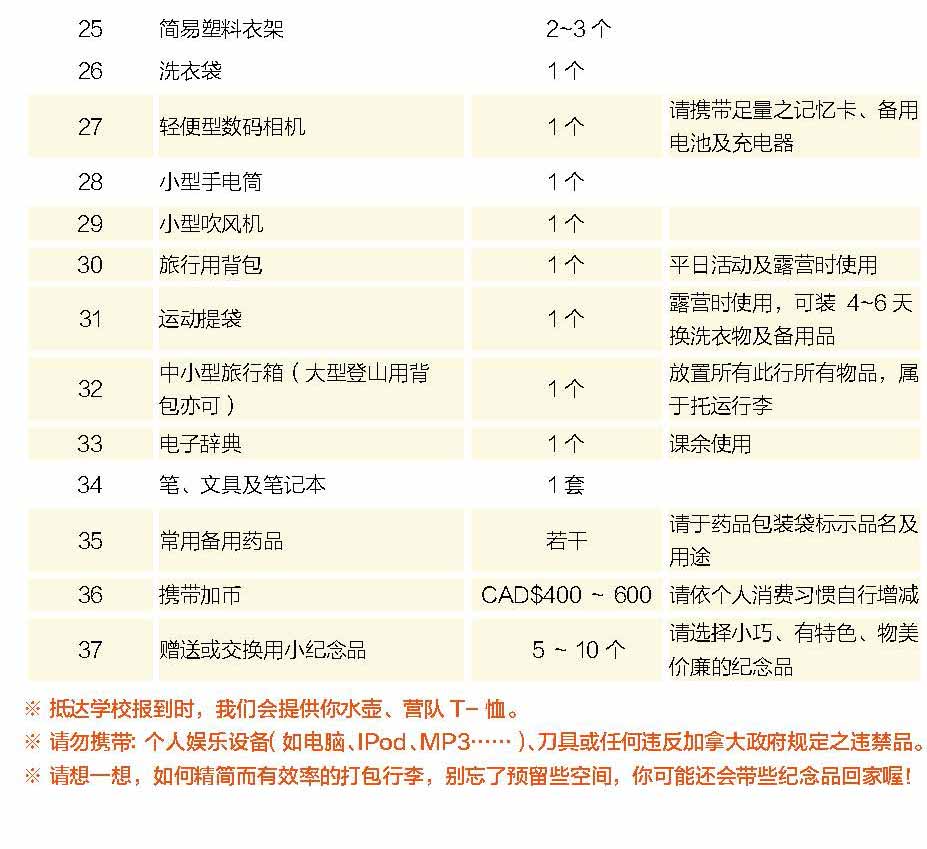 25 简易塑料衣架 2~3 个
26 洗衣袋 1个
27 轻便型数码相机 1个 请携带足量之记忆卡、备用
电池及充电器
28 小型手电筒 1个
29 小型吹风机 1个
30 旅行用背包 1个 平日活动及露营时使用
31 运动提袋 1个 露营时使用，可装 4~6 天
换洗衣物及备用品
32 中小型旅行箱（大型登山用背
包亦可） 1个 放置所有此行所有物品，属
于托运行李
33 电子辞典 1个 课余使用
34 笔、文具及笔记本 1套
35 常用备用药品 若干 请于药品包装袋标示品名及
用途
36 携带加币 CAD$400 ~ 600 请依个人消费习惯自行增减
37 赠送或交换用小纪念品 5 ~ 10 个 请选择小巧、有特色、物美
价廉的纪念品
※ 抵达学校报到时，我们会提供你水壶、营队 T- 恤。
※ 请勿携带: 个人娱乐设备( 如电脑、IPod、MP3…… )、刀具或任何违反加拿大政府规定之违禁品。
※ 请想一想，如何精简而有效率的打包行李，别忘了预留些空间，你可能还会带些纪念品回家喔!